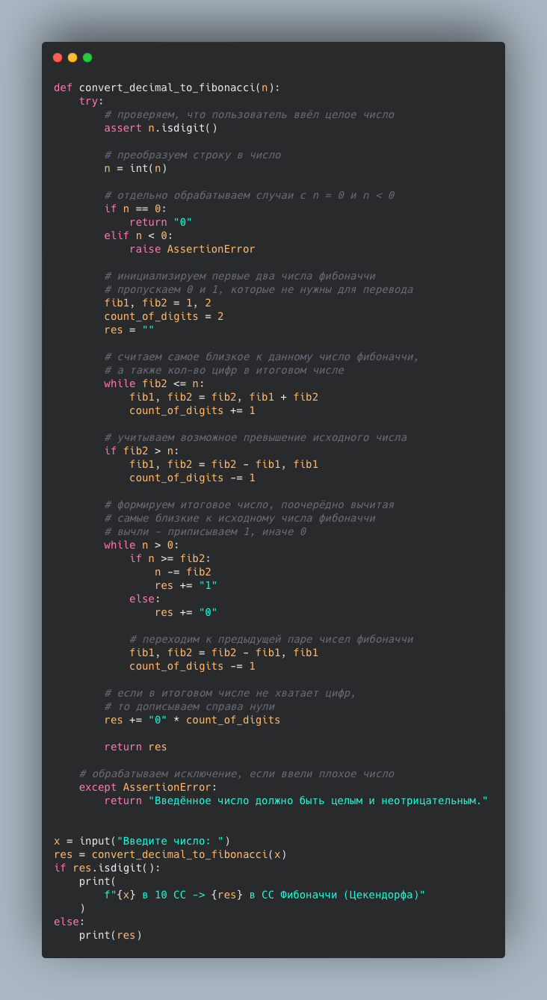 def convert_decimal_to_fibonacci(n):
    try:
        # проверяем, что пользователь ввёл целое число
        assert n.isdigit()

        # преобразуем строку в число
        n = int(n)

        # отдельно обрабатываем случаи с n = 0 и n < 0
        if n == 0:
            return "0"
        elif n < 0:
            raise AssertionError

        # инициализируем первые два числа фибоначчи
        # пропускаем 0 и 1, которые не нужны для перевода
        fib1, fib2 = 1, 2
        count_of_digits = 2
        res = ""

        # считаем самое близкое к данному число фибоначчи,
        # а также кол-во цифр в итоговом числе
        while fib2 <= n:
            fib1, fib2 = fib2, fib1 + fib2
            count_of_digits += 1

        # учитываем возможное превышение исходного числа
        if fib2 > n:
            fib1, fib2 = fib2 - fib1, fib1
            count_of_digits -= 1

        # формируем итоговое число, поочерёдно вычитая
        # самые близкие к исходному числа фибоначчи
        # вычли - приписываем 1, иначе 0
        while n > 0:
            if n >= fib2:
                n -= fib2
                res += "1"
            else:
                res += "0"

            # переходим к предыдущей паре чисел фибоначчи
            fib1, fib2 = fib2 - fib1, fib1
            count_of_digits -= 1

        # если в итоговом числе не хватает цифр,
        # то дописываем справа нули
        res += "0" * count_of_digits

        return res

    # обрабатываем исключение, если ввели плохое число
    except AssertionError:
        return "Введённое число должно быть целым и неотрицательным."


x = input("Введите число: ")
res = convert_decimal_to_fibonacci(x)
if res.isdigit():
    print(
        f"{x} в 10 СС -> {res} в СС Фибоначчи (Цекендорфа)"
    )
else:
    print(res)